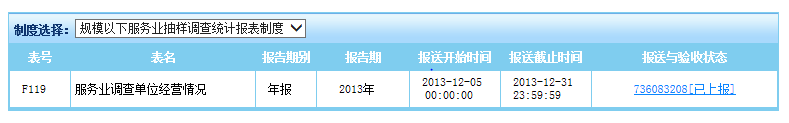 制度选择： 规模以下服务业抽样调查统计报表制度
表号 表名 报告期别 报告期 报送开始时间 报送截止时间 报送与验收状态
F119 服务业调查单位经营情况 年报 2013年 2013-12-05 00:00:00 2013-12-31 23:59:59 736083208[已上报]